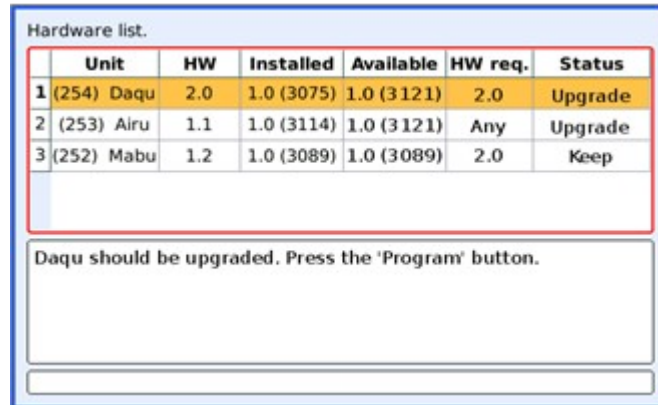 Hardware list.
Unit HW Installed Available HW req. Status
1 (254) Daqu 2.0 1.0 (3075) 1.0 (3121) 2.0 Upgrade
2 (253) Airu 1.1 1.0 (3114) 1.0 (3121) Any Upgrade
3 (252) Mabu 1.2 1.0 (3089) 1.0 (3089) 2.0 Keep
Daqu should be upgraded. Press the 'Program' button.